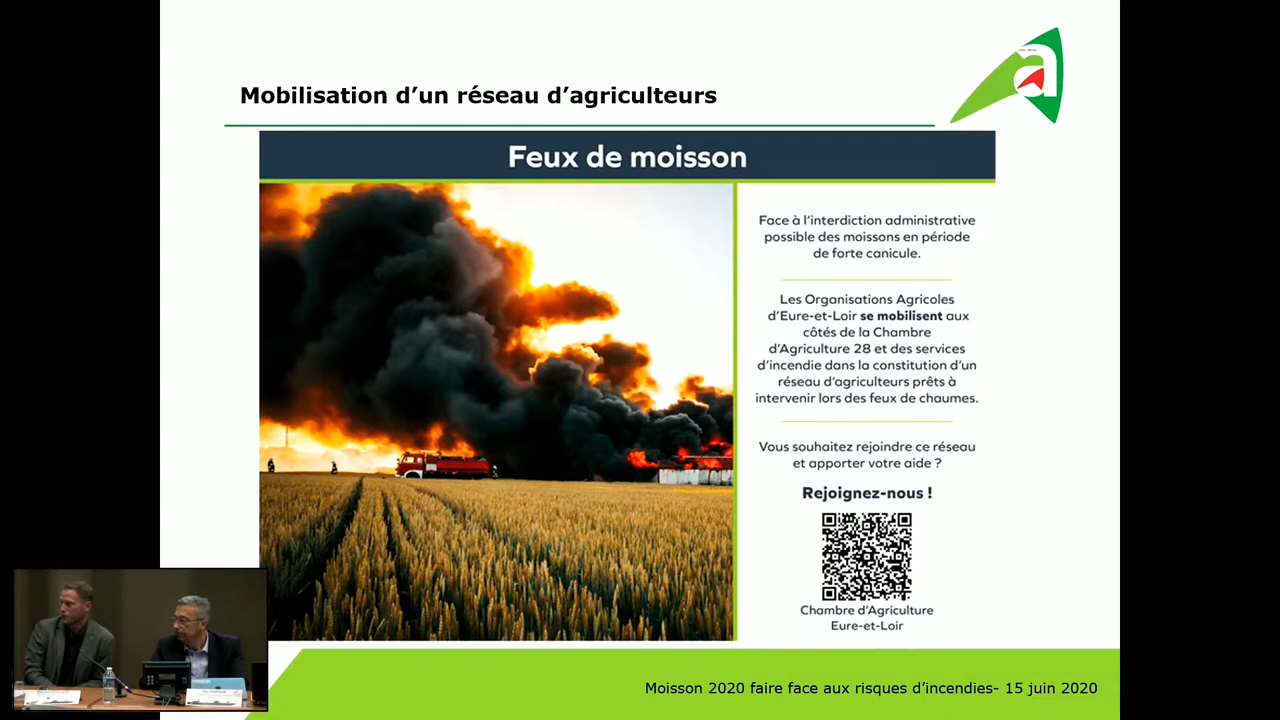 Mobilisation d’un réseau d’agriculteurs
Feux de moisson
Face à l’interdiction administrative
possible des moissons en période
de forte canicule.
Les Organisations Agricoles
d’Eure-et-Loir se mobilisent aux
côtés de la Chambre
d’Agriculture 28 et des services
d’incendie dans la constitution d’un
réseau d’agriculteurs prêts à
intervenir lors des feux de chaumes.
Vous souhaitez rejoindre ce réseau
et apporter votre aide ?
Rejoignez-nous !
Chambre d’Agriculture
Eure-et-Loir
Moisson 2020 faire face aux risques d’incendies- 15 juin 2020